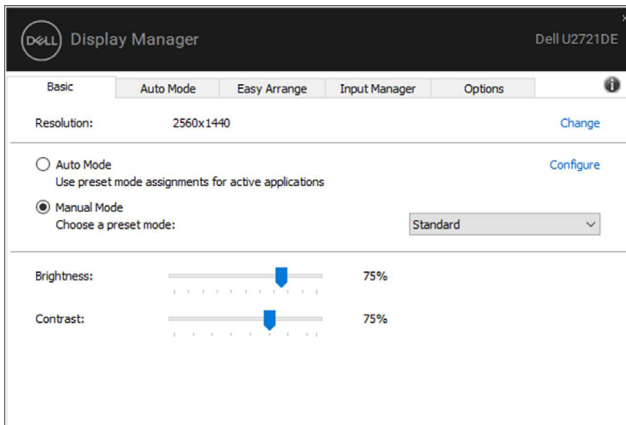 DELL Display Manager
Dell U2721DE
Basic
Auto Mode
Easy Arrange
Input Manager
Options
Resolution: 2560x1440 Change
Auto Mode Configure
Use preset mode assignments for active applications
Manual Mode
Choose a preset mode: Standard
Brightness: 75%
Contrast: 75%